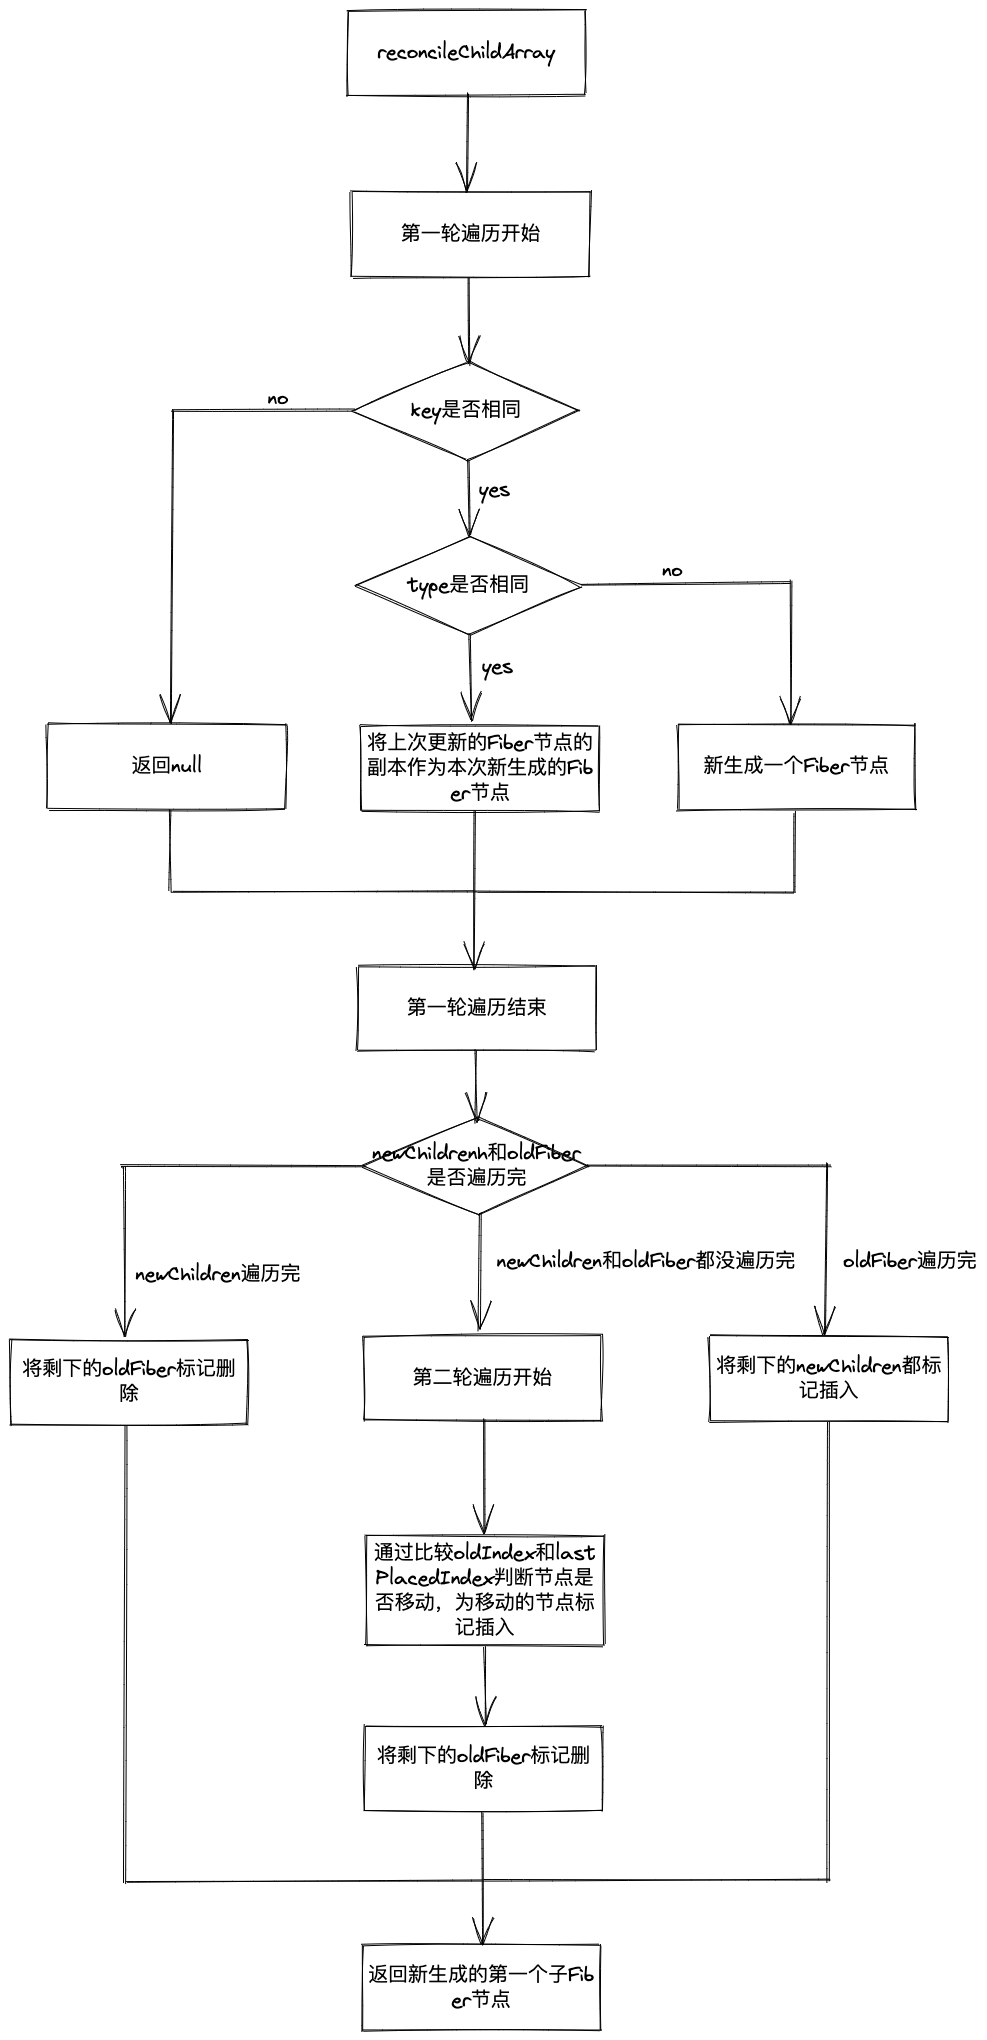 reconcileChildArray
第一轮遍历开始
no
key是否相同
yes
type是否相同
no
yes
返回null
将上次更新的Fiber节点的
副本作为本次新生成的Fib
er节点
新生成一个Fiber节点
第一轮遍历结束
newChildrenh和oldFiber
是否遍历完
newChildren遍历完
newChildren和oldFiber都没遍历完
oldFiber遍历完
将剩下的oldFiber标记删
除
第二轮遍历开始
将剩下的newChildren都标
记插入
通过比较oldIndex和last
PlacedIndex判断节点是
否移动，为移动的节点标
记插入
将剩下的oldFiber标记删
除
返回新生成的第一个子Fib
er节点